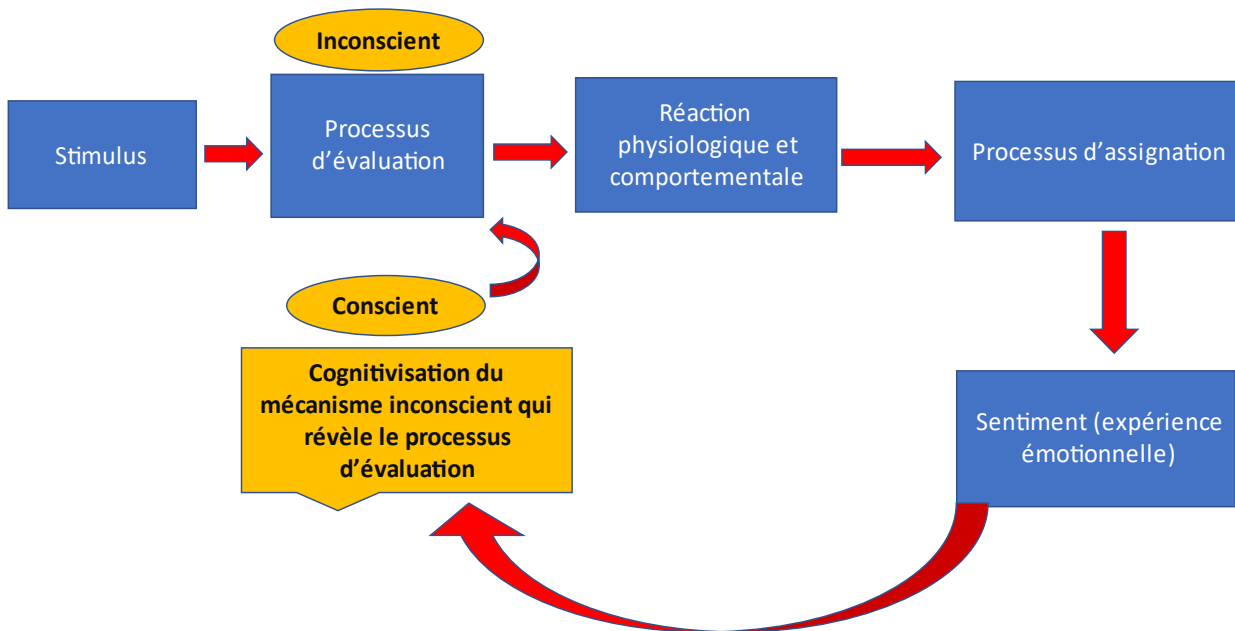 Inconscient
Stimulus
Processus
d’évaluation
Réaction
physiologique et
comportementale
Processus d’assignation
Conscient
Cognitivisation du
mécanisme inconscient qui
révèle le processus
d’évaluation
Sentiment (expérience
émotionnelle)